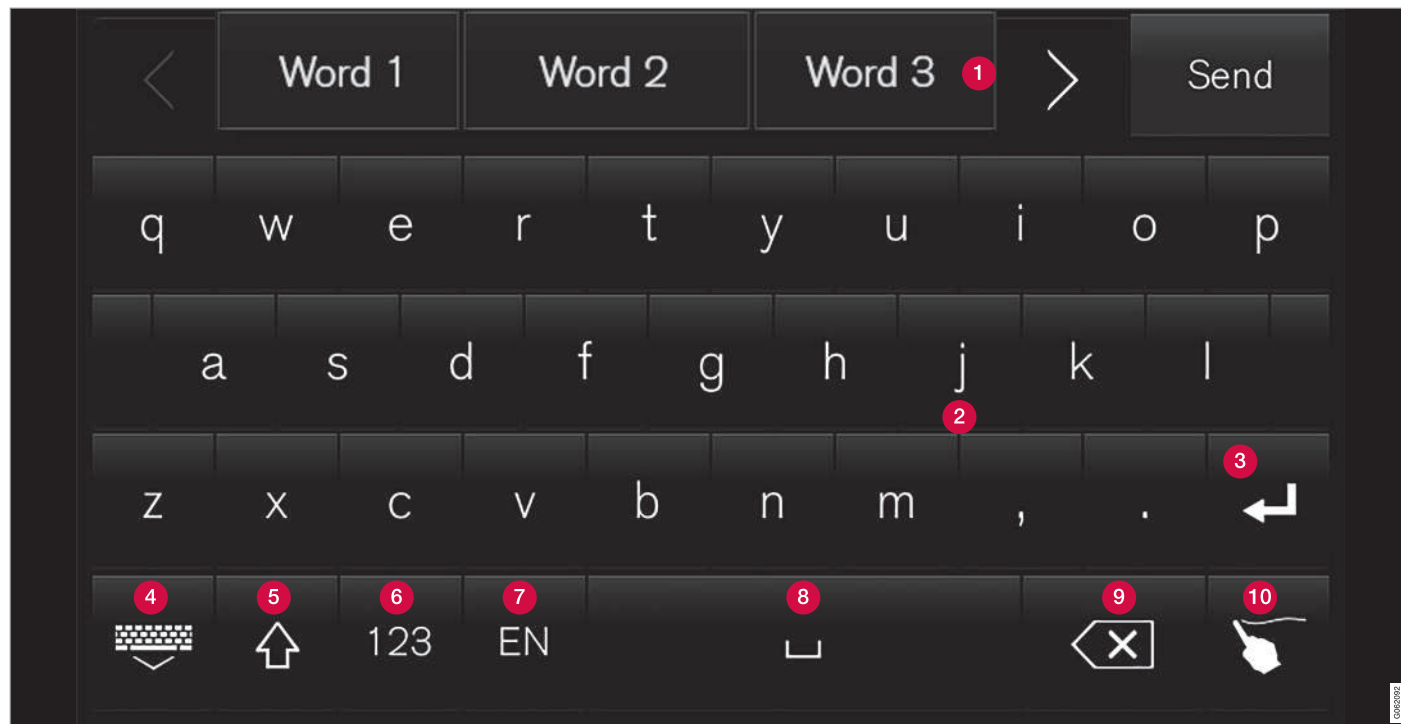 Word 1 Word 2 Word 3 1 Send
q w e r t y u i o p
a s d f g h j k l
2
3
z x c v b n m , .
4 5 6 7 8 9 10
123 EN
G062092